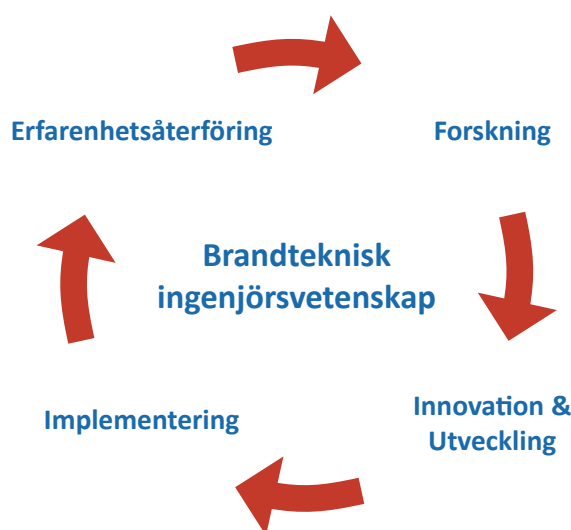 Erfarenhetsåterföring
Forskning
Brandteknisk
ingenjörsvetenskap
Implementering
Innovation &
Utveckling